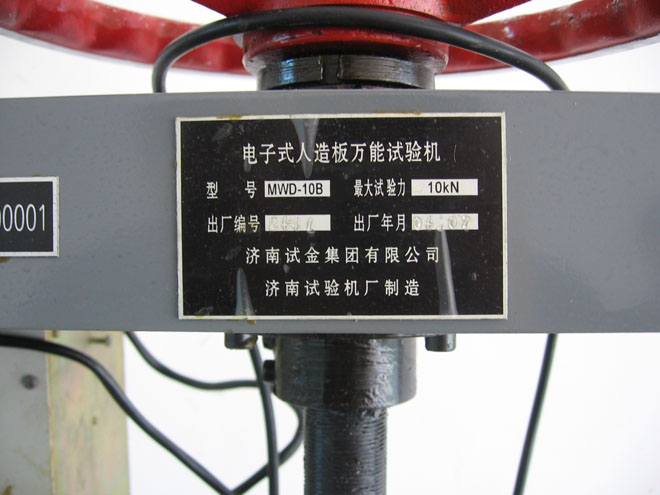 电子式人造板万能试验机
型 号 MWD-10B 最大试验力 10kN
出厂编号 出厂年月
济南试金集团有限公司
济南试验机厂制造
00001